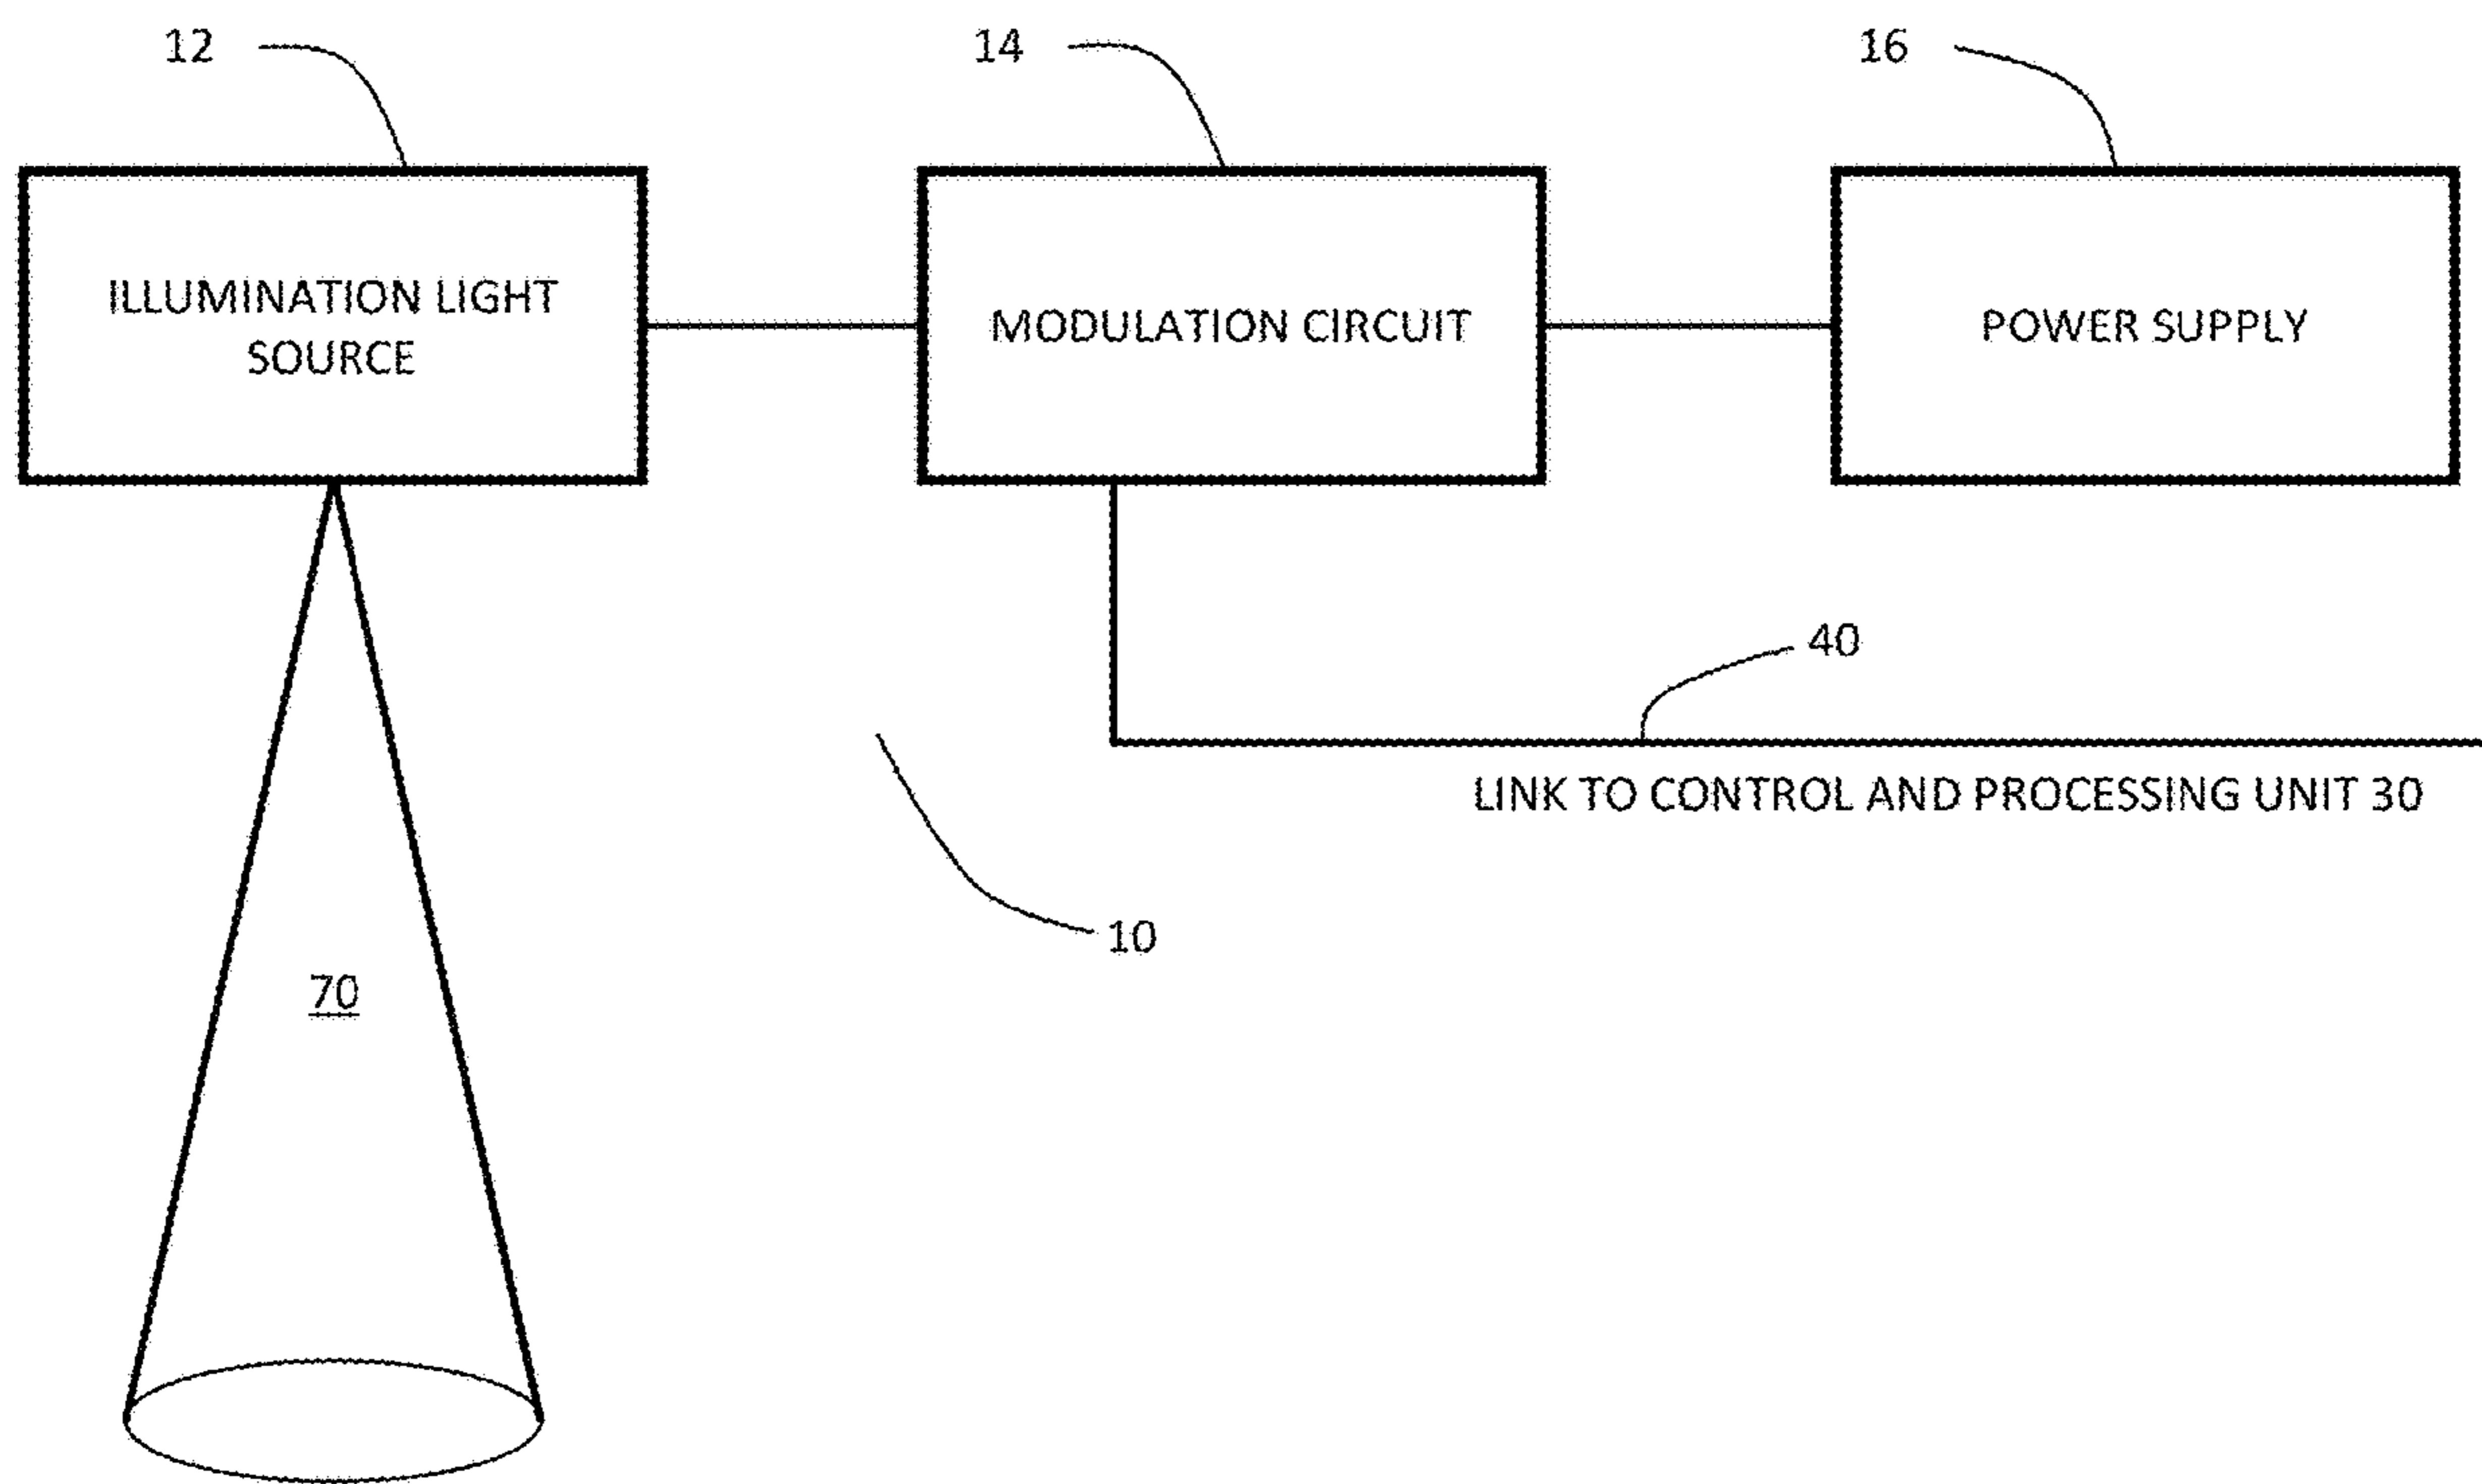 12
14
16
ILLUMINATION LIGHT
SOURCE
MODULATION CIRCUIT
POWER SUPPLY
40
LINK TO CONTROL AND PROCESSING UNIT 30
10
70